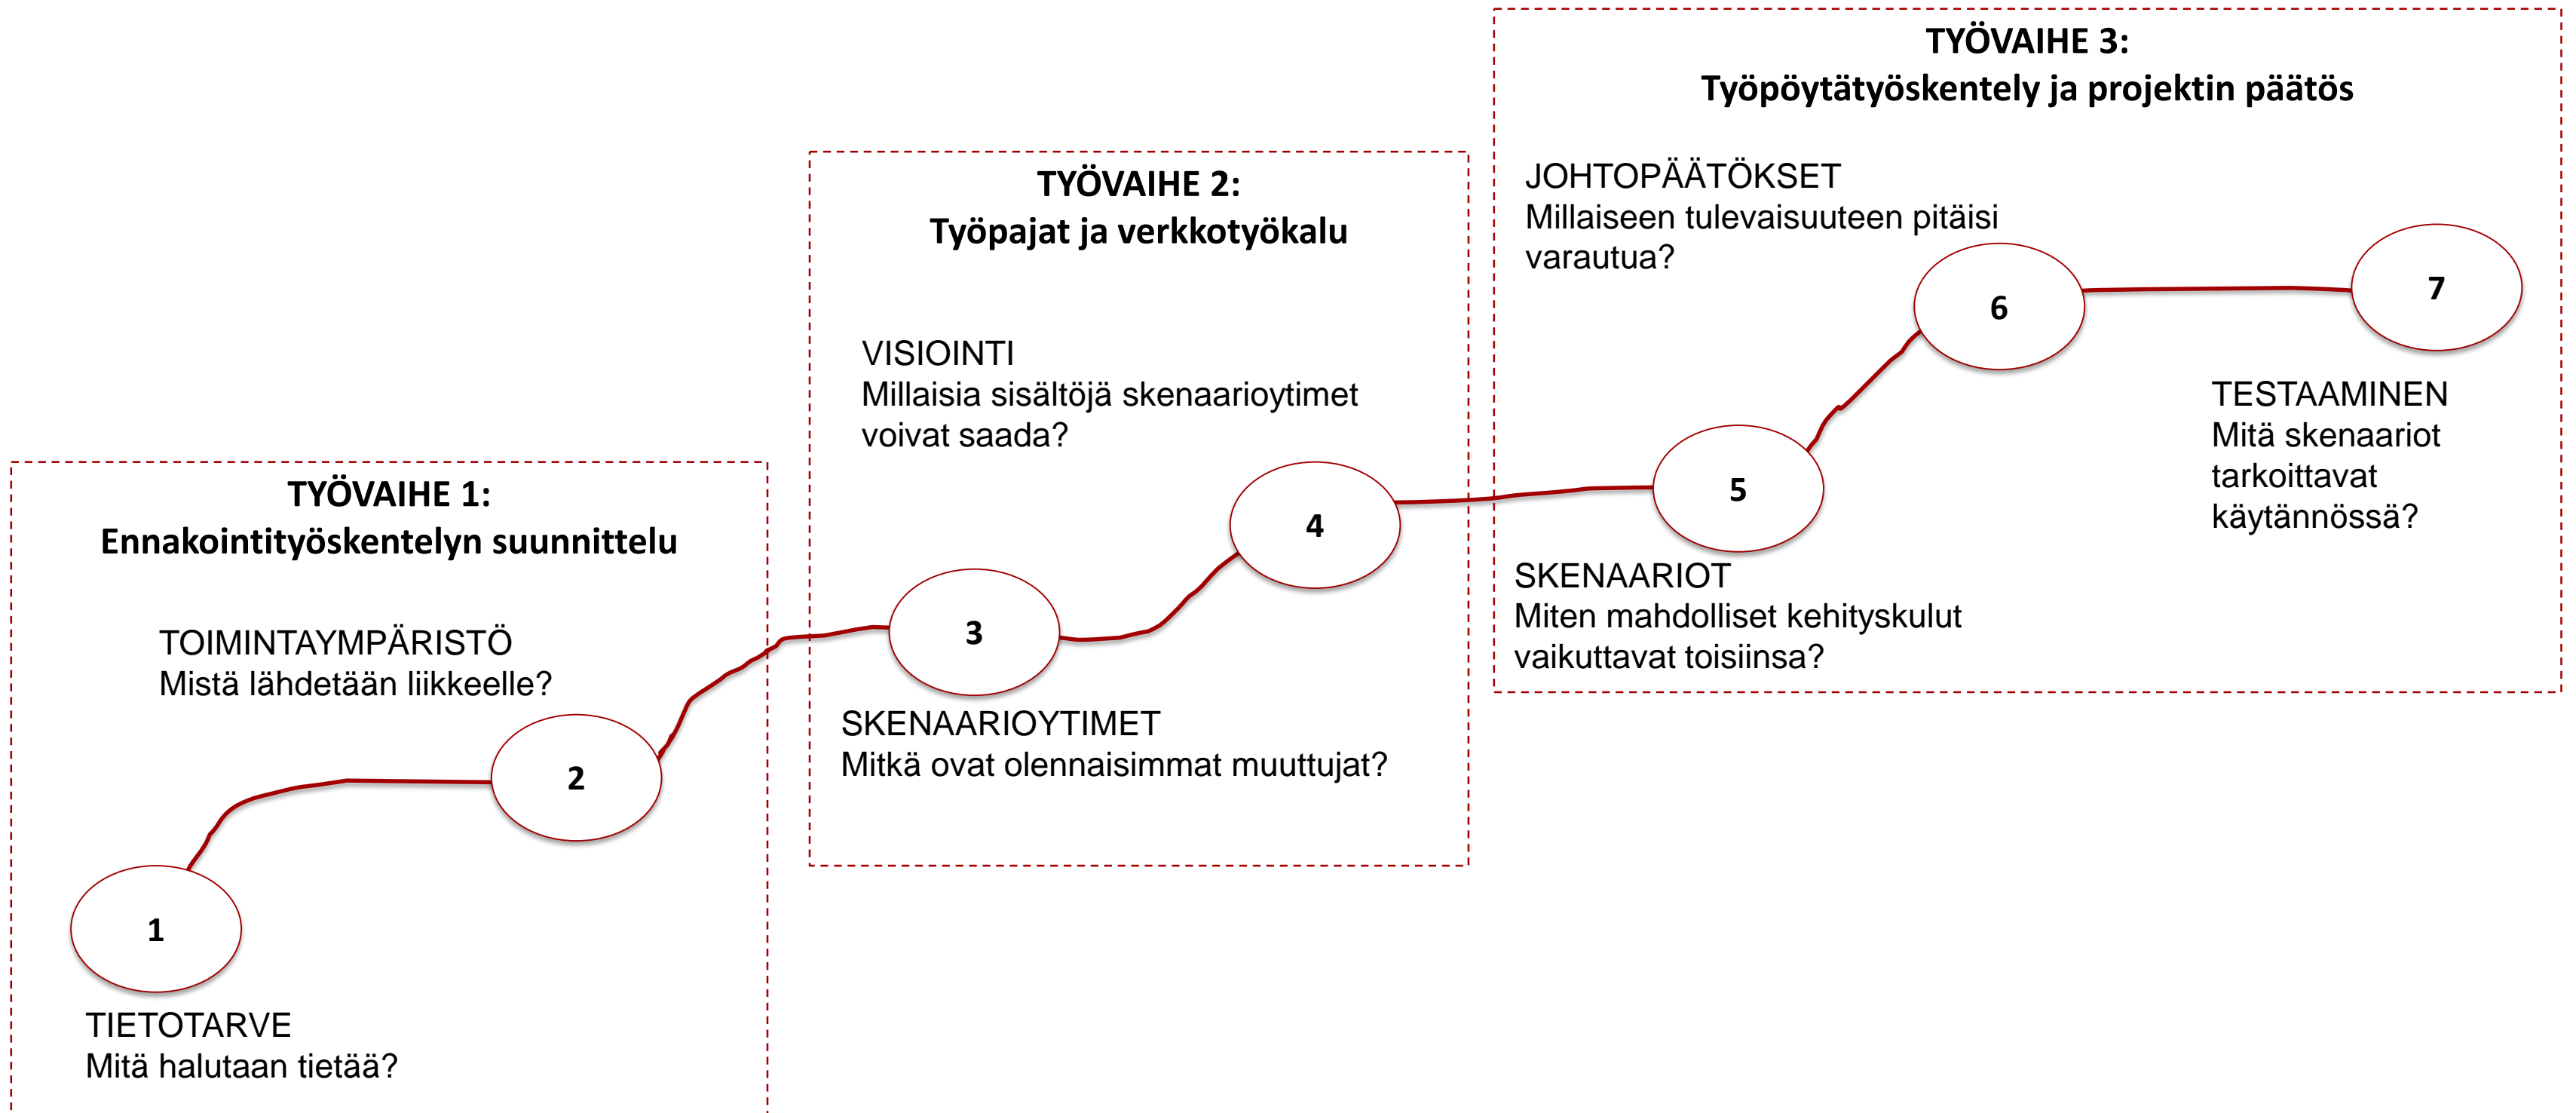 TYÖVAIHE 1:
Ennakointityöskentelyn suunnittelu
TOIMINTAYMPÄRISTÖ
Mistä lähdetään liikkeelle?
2
1
TIETOTARVE
Mitä halutaan tietää?
TYÖVAIHE 2:
Työpajat ja verkkotyökalu
VISIOINTI
Millaisia sisältöjä skenaarioytimet
voivat saada?
4
3
SKENAARIOYTIMET
Mitkä ovat olennaisimmat muuttujat?
TYÖVAIHE 3:
Työpöytätyöskentely ja projektin päätös
JOHTOPÄÄTÖKSET
Millaiseen tulevaisuuteen pitäisi
varautua?
6
7
TESTAAMINEN
Mitä skenaariot
tarkoittavat
käytännössä?
5
SKENAARIOT
Miten mahdolliset kehityskulut
vaikuttavat toisiinsa?